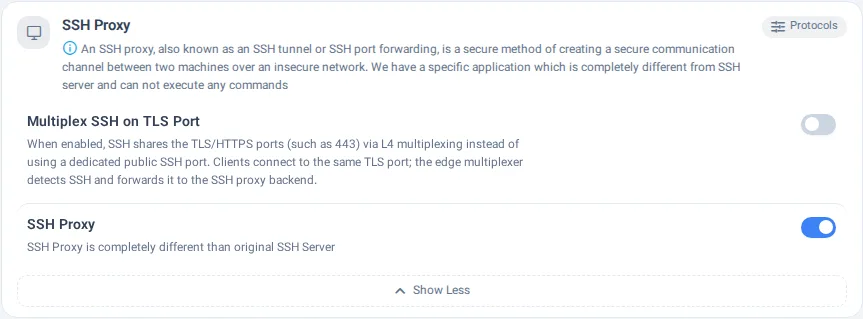 SSH Proxy
Protocols
An SSH proxy, also known as an SSH tunnel or SSH port forwarding, is a secure method of creating a secure communication
channel between two machines over an insecure network. We have a specific application which is completely different from SSH
server and can not execute any commands
Multiplex SSH on TLS Port
When enabled, SSH shares the TLS/HTTPS ports (such as 443) via L4 multiplexing instead of
using a dedicated public SSH port. Clients connect to the same TLS port; the edge multiplexer
detects SSH and forwards it to the SSH proxy backend.
SSH Proxy
SSH Proxy is completely different than original SSH Server
Show Less